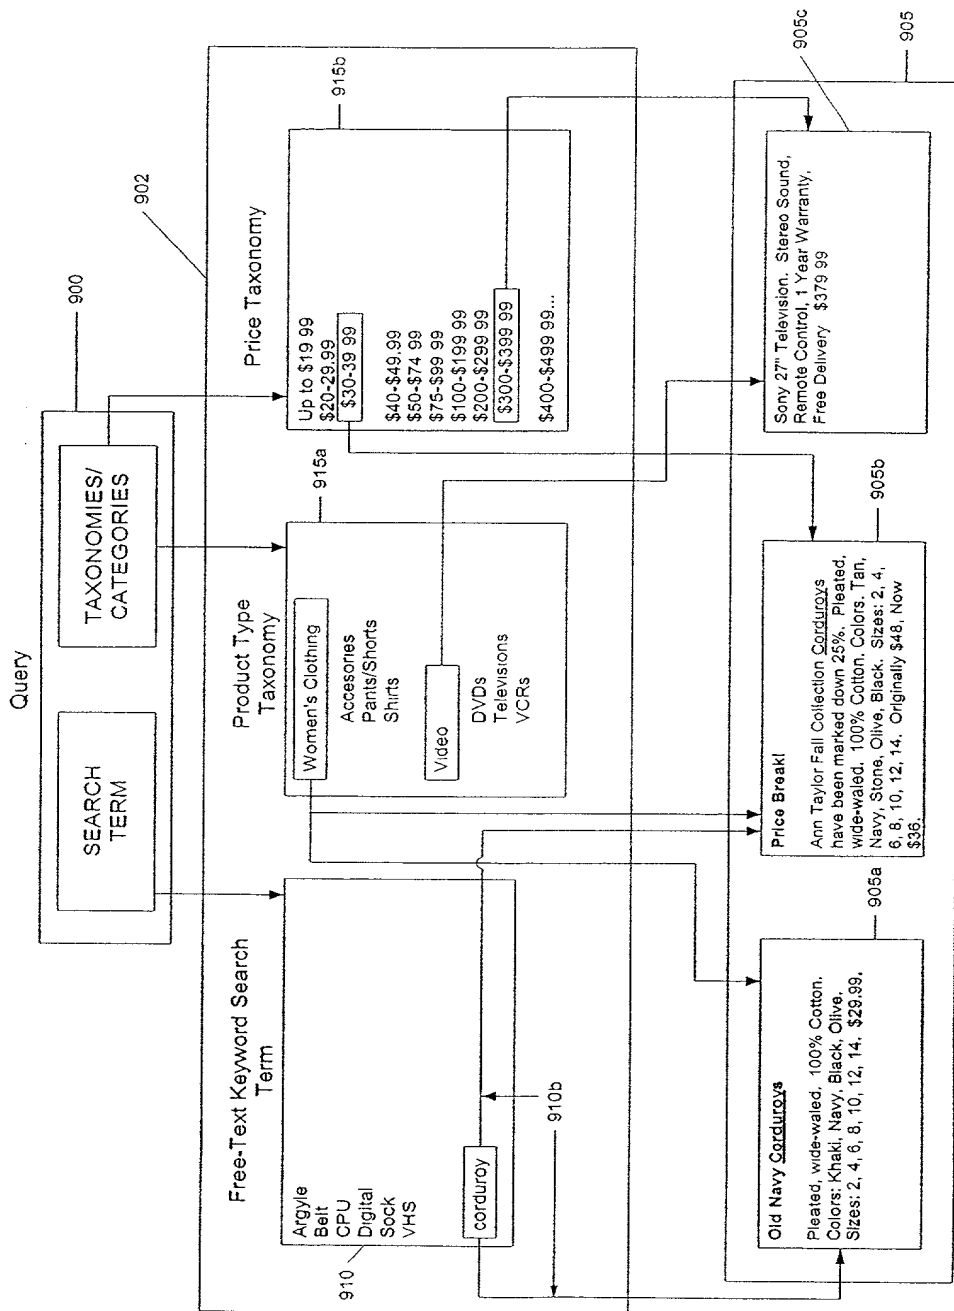 Query
900
SEARCH
TERM
TAXONOMIES/
CATEGORIES
902
Free-Text Keyword Search
Term
Argyle
Belt
CPU
Digital
Sock
VHS
corduroy
910
910b
Product Type
Taxonomy
915a
Women's Clothing
Accesories
Pants/Shorts
Shirts
Video
DVDs
Televisions
VCRs
Price Taxonomy
915b
Up to $19 99
$20-29.99
$30-39 99
$40-$49.99
$50-$74 99
$75-$99 99
$100-$199 99
$200-$299 99
$300-$399 99
$400-$499 99...
Old Navy Corduroys
Pleated, wide-waled. 100% Cotton.
Colors: Khaki, Navy, Black, Olive,
Sizes: 2, 4, 6, 8, 10, 12, 14. $29.99.
905a
Price Break!
Ann Taylor Fall Collection Corduroys
have been marked down 25%. Pleated,
wide-waled. 100% Cotton. Colors. Tan,
Navy, Stone, Olive, Black. Sizes: 2, 4,
6, 8, 10, 12, 14. Originally $48, Now
$36.
905b
Sony 27" Television. Stereo Sound,
Remote Control, 1 Year Warranty,
Free Delivery $379 99
905c
905